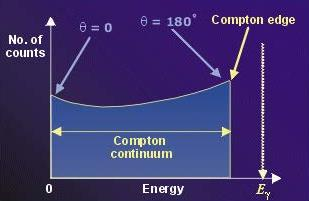 No. of
counts
θ = 0
θ = 180°
Compton edge
Compton
continuum
0
Energy
Eγ